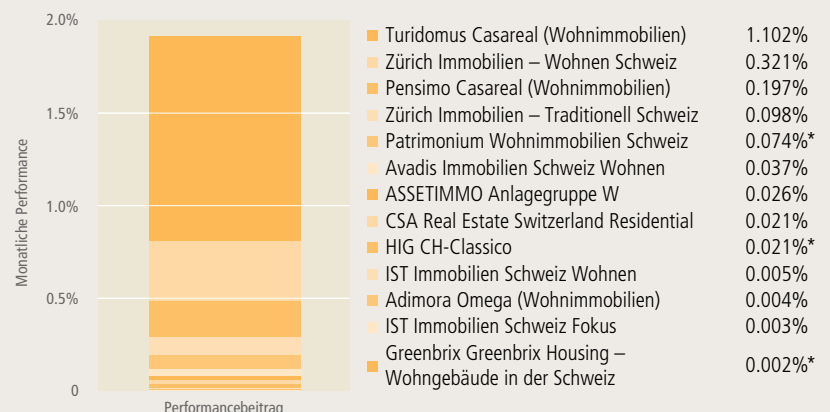 2.0%
1.5%
1.0%
0.5%
0
Monatliche Performance
Performancebeitrag
Turidomus Casareal (Wohnimmobilien) 1.102%
Zürich Immobilien – Wohnen Schweiz 0.321%
Pensimo Casareal (Wohnimmobilien) 0.197%
Zürich Immobilien – Traditionell Schweiz 0.098%
Patrimonium Wohnimmobilien Schweiz 0.074%*
Avadis Immobilien Schweiz Wohnen 0.037%
ASSETIMMO Anlagegruppe W 0.026%
CSA Real Estate Switzerland Residential 0.021%
HIG CH-Classico 0.021%*
IST Immobilien Schweiz Wohnen 0.005%
Adimora Omega (Wohnimmobilien) 0.004%
IST Immobilien Schweiz Fokus 0.003%
Greenbrix Greenbrix Housing –
Wohngebäude in der Schweiz 0.002%*